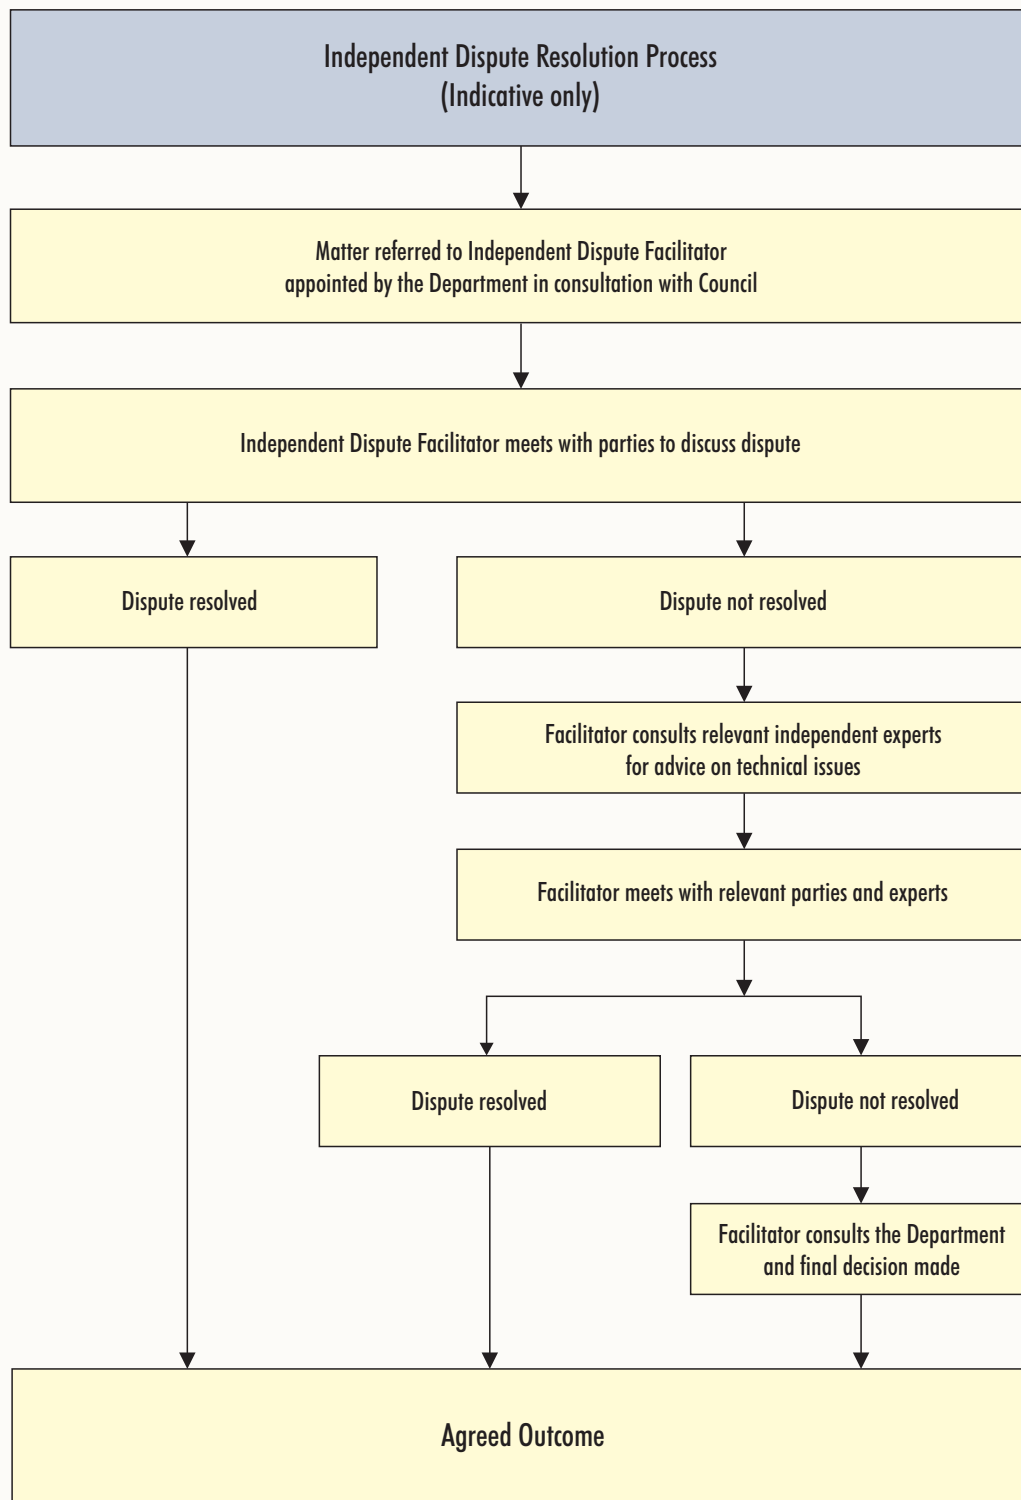 Independent Dispute Resolution Process
(Indicative only)
Matter referred to Independent Dispute Facilitator
appointed by the Department in consultation with Council
Independent Dispute Facilitator meets with parties to discuss dispute
Dispute resolved
Dispute not resolved
Facilitator consults relevant independent experts
for advice on technical issues
Facilitator meets with relevant parties and experts
Dispute resolved
Dispute not resolved
Facilitator consults the Department
and final decision made
Agreed Outcome